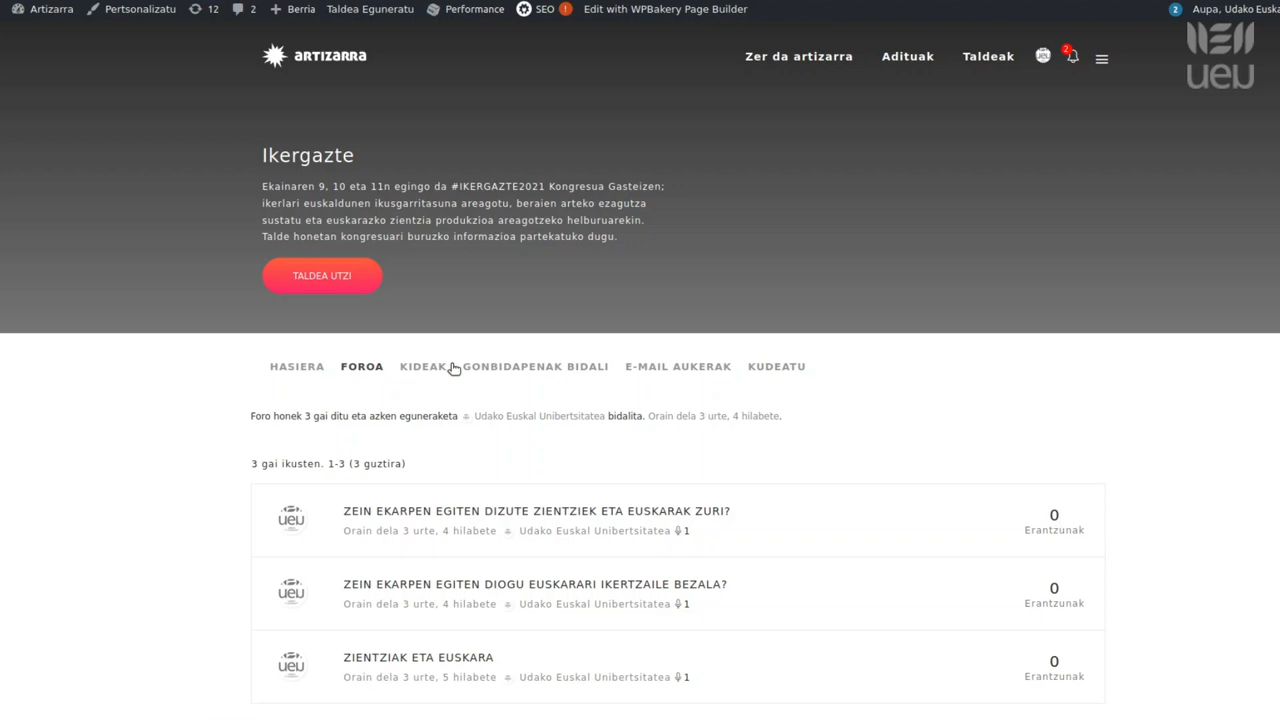 Artizarra Pertsonalizatu 12 2 Berria Taldea Eguneratu Performance SEO ! Edit with WPBakery Page Builder 2 Aupa, Udako Euska
ARTIZARRA Zer da artizarra Adituak Taldeak ueu 2
ueu
Ikergazte
Ekainaren 9, 10 eta 11n egingo da #IKERGAZTE2021 Kongresua Gasteizen;
ikerlari euskaldunen ikusgarritasuna areagotu, beraien arteko ezagutza
sustatu eta euskarazko zientzia produkzioa areagotzeko helburuarekin.
Talde honetan kongresuari buruzko informazioa partekatuko dugu.
TALDEA UTZI
HASIERA FOROA KIDEAK GONBIDAPENAK BIDALI E-MAIL AUKERAK KUDEATU
Foro honek 3 gai ditu eta azken eguneraketa Udako Euskal Unibertsitatea bidalita. Orain dela 3 urte, 4 hilabete.
3 gai ikusten. 1-3 (3 guztira)
ueu ZEIN EKARPEN EGITEN DIZUTE ZIENTZIEK ETA EUSKARAK ZURI? 0
Orain dela 3 urte, 4 hilabete Udako Euskal Unibertsitatea 1 Erantzunak
ueu ZEIN EKARPEN EGITEN DIOGU EUSKARARI IKERTZAILE BEZALA? 0
Orain dela 3 urte, 4 hilabete Udako Euskal Unibertsitatea 1 Erantzunak
ueu ZIENTZIAK ETA EUSKARA 0
Orain dela 3 urte, 5 hilabete Udako Euskal Unibertsitatea 1 Erantzunak